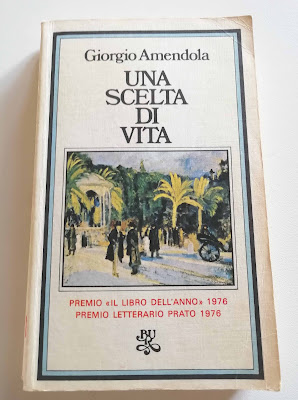 Giorgio Amendola
UNA
SCELTA
DI
VITA
PREMIO «IL LIBRO DELL'ANNO» 1976
PREMIO LETTERARIO PRATO 1976
BUR